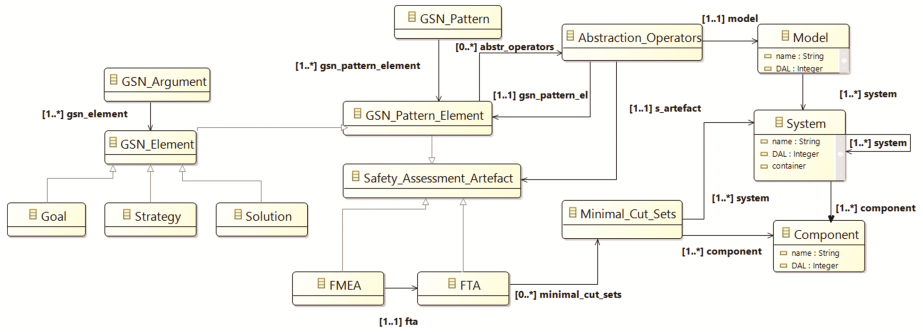 GSN_Pattern
Abstraction_Operators
[1..1] model
Model
name : String
DAL : Integer
[0..*] abstr_operators
[1..*] gsn_pattern_element
GSN_Argument
[1..*] gsn_element
[1..1] gsn_pattern_el
[1..1] s_artefact
[1..*] system
GSN_Pattern_Element
System
name : String
DAL : Integer
container
[1..*] system
GSN_Element
Safety_Assessment_Artefact
Goal
Strategy
Solution
Minimal_Cut_Sets
[1..*] system
[1..*] component
Component
name : String
DAL : Integer
[1..*] component
FMEA
FTA
[0..*] minimal_cut_sets
[1..1] fta